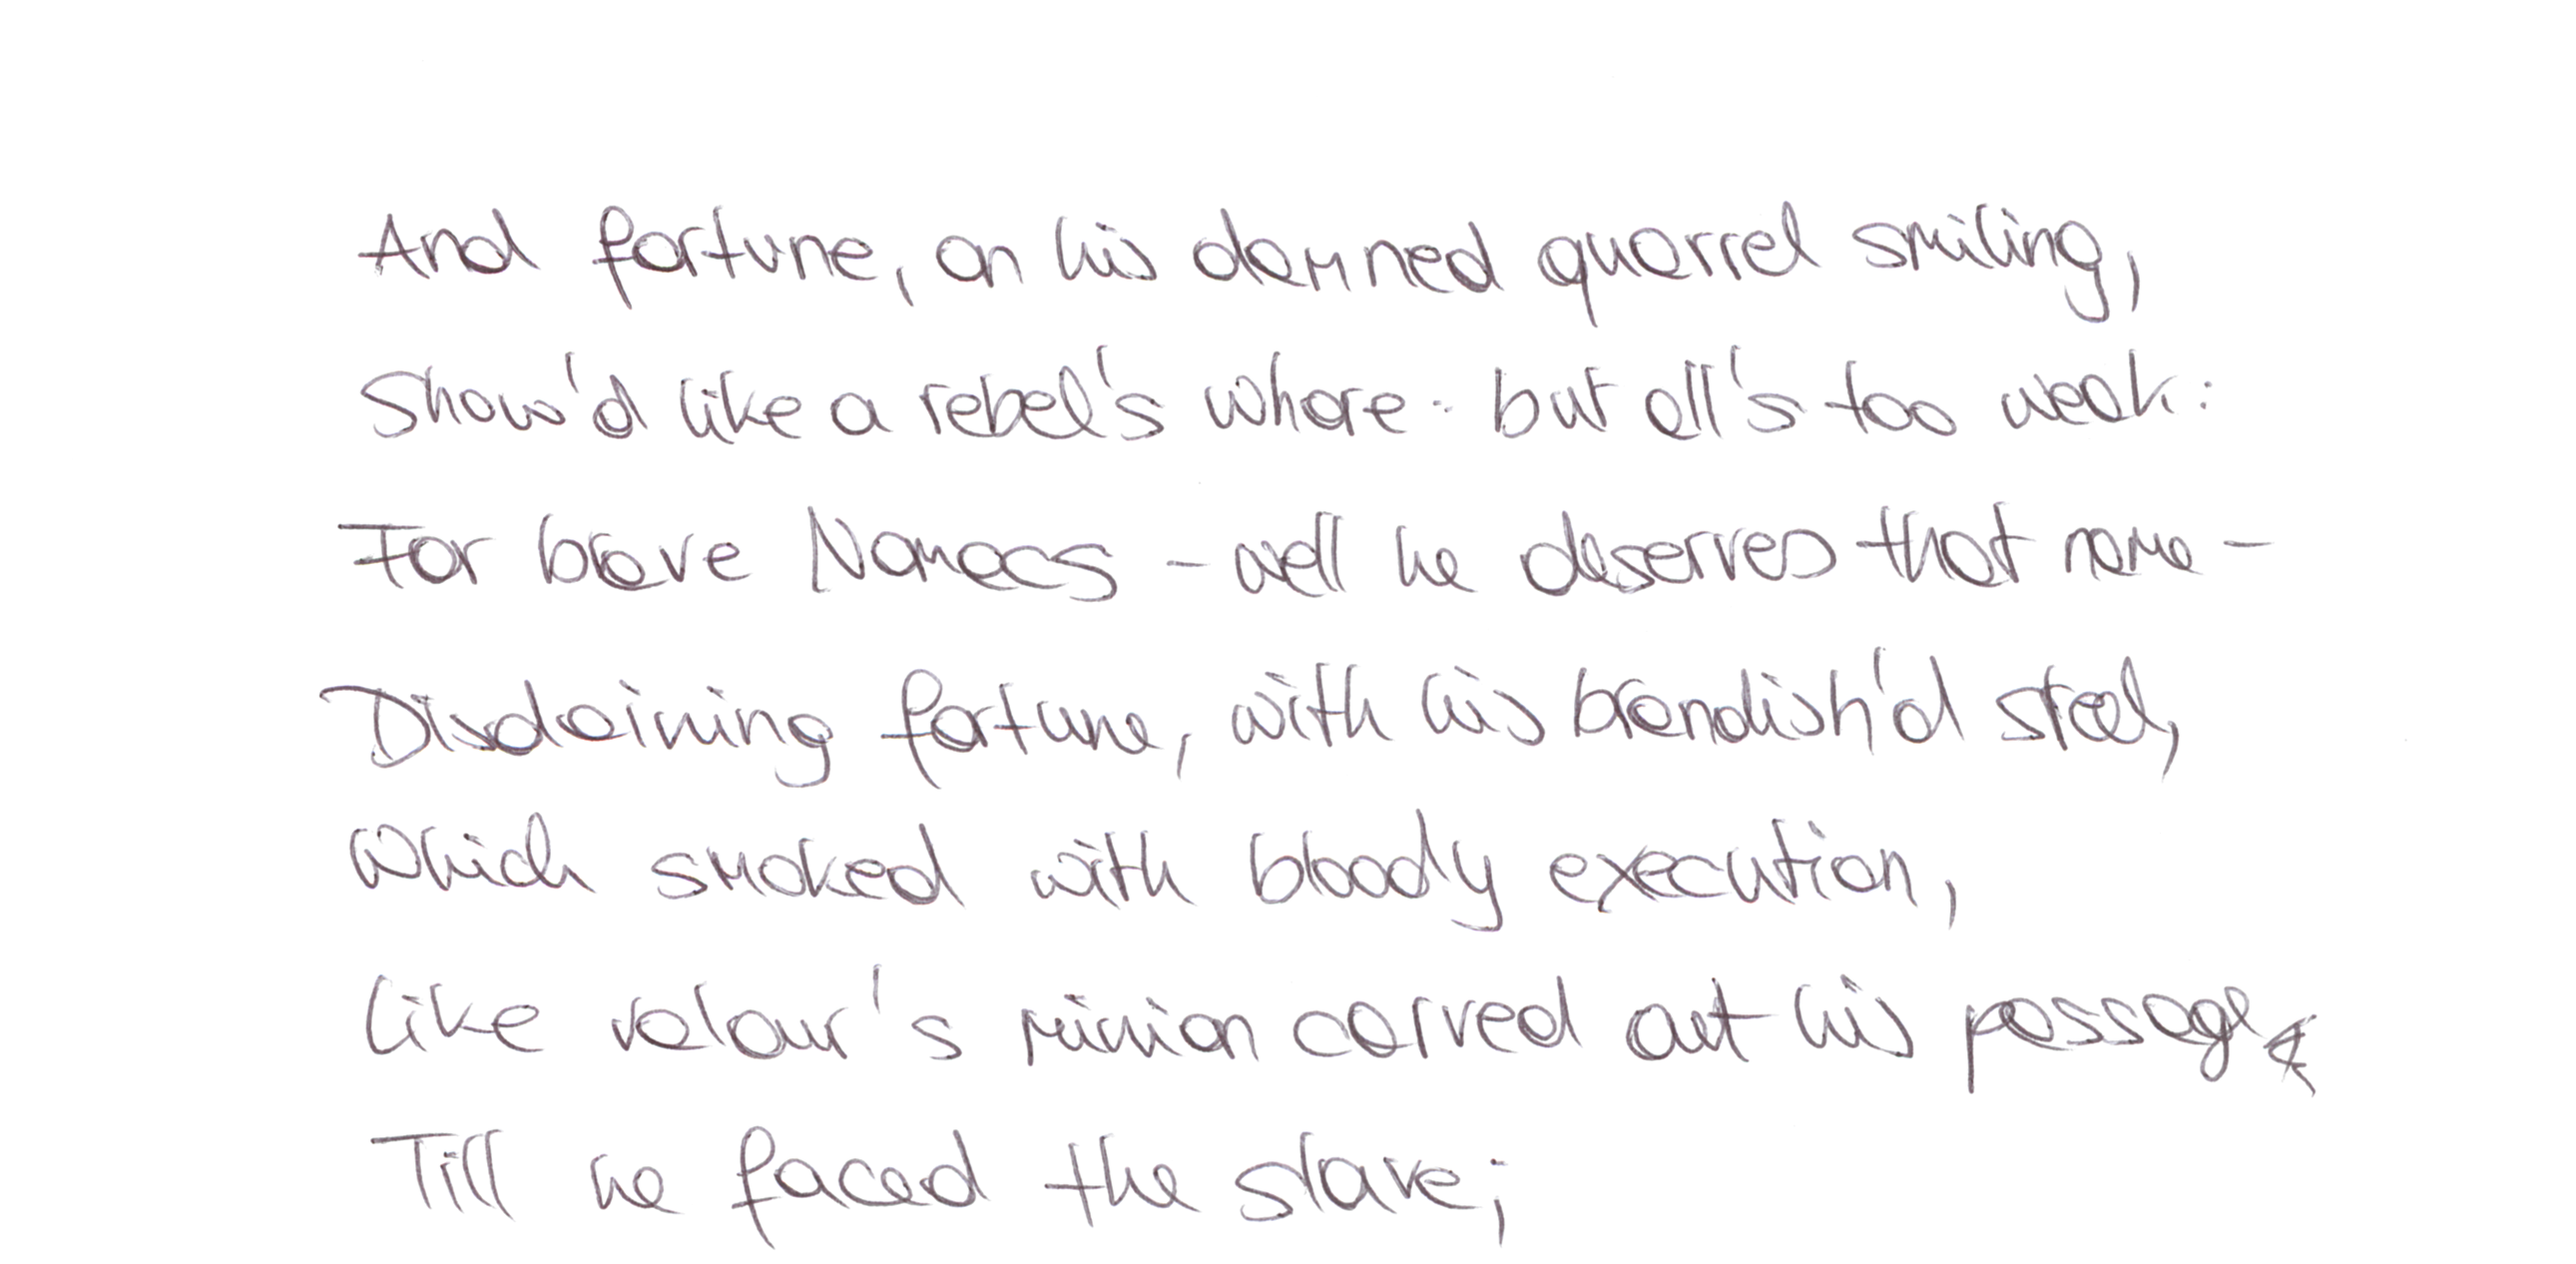 And fortune, on his damned quarrel smiling,
Show'd like a rebel's whore: but all's too weak:
For brave Nomecs - well he deserves that name -
Disdaining fortune, with his brandish'd steel,
Which smoked with bloody execution,
Like valour's minion carved out his passage
Till he faced the slave;